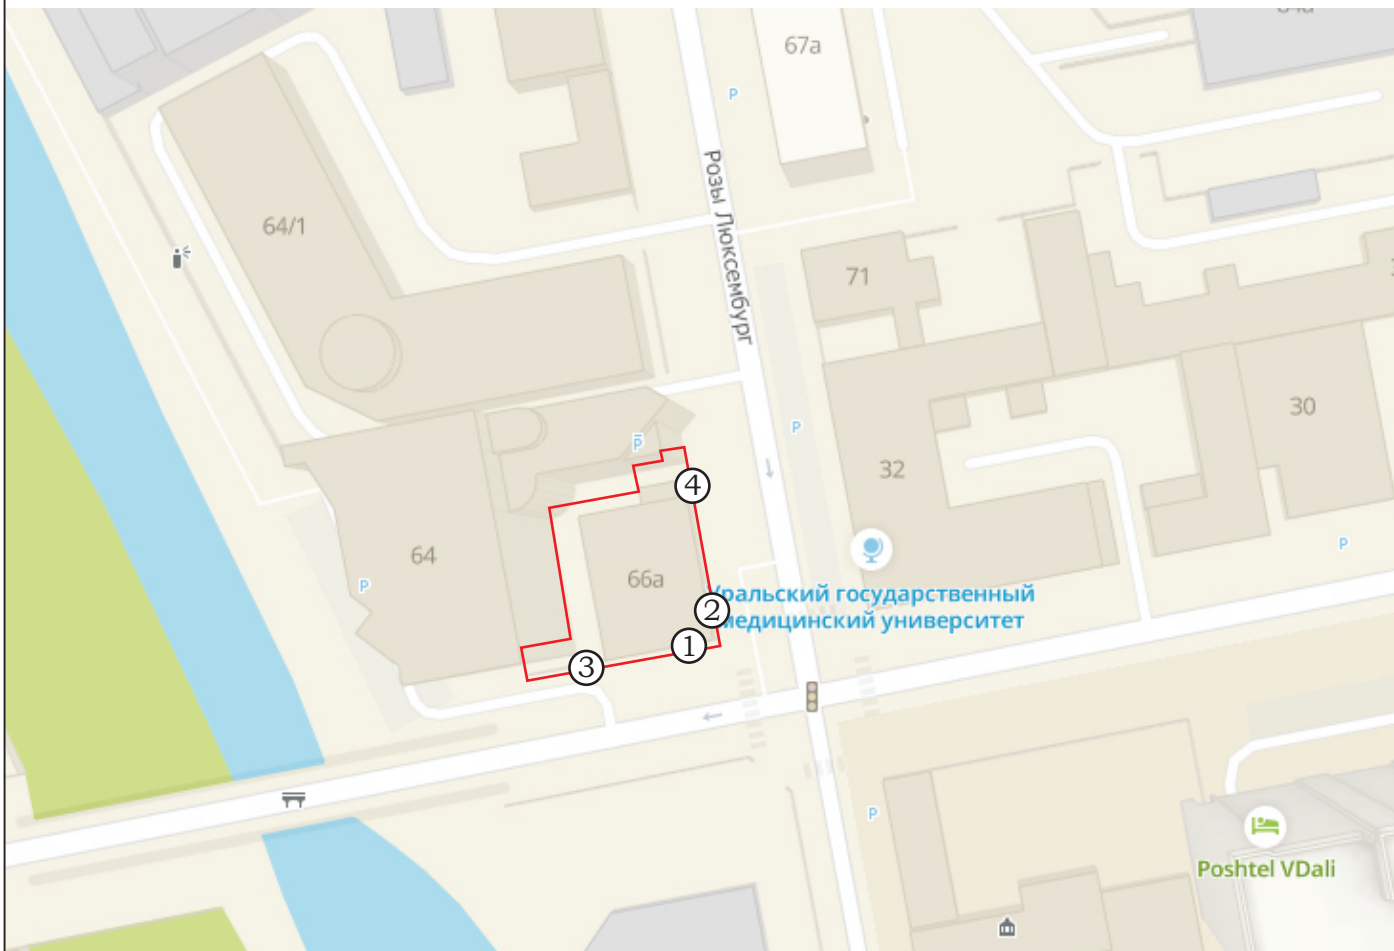 67а
P
Розы Люксембург
64/1
71
P
30
P
32
4
64
P
66а
P
2
Уральский государственный
медицинский университет
1
3
P
Poshtel VDali